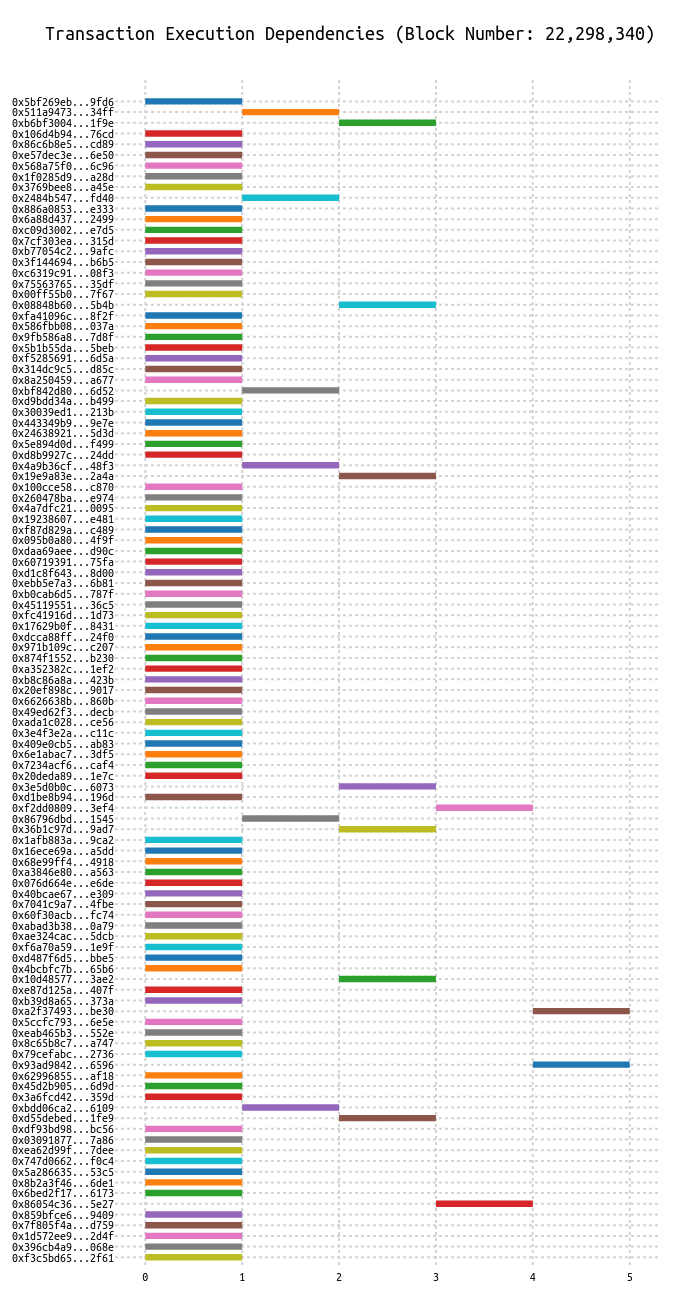 Transaction Execution Dependencies (Block Number: 22,298,340)
0x5bf269eb...9fd6
0x511a9473...34ff
0xb6bf3004...1f9e
0x106d4b94...76cd
0x86c6b8e5...cd89
0xe57dec3e...6e50
0x568a75f0...6c96
0x1f0285d9...a28d
0x3769bee8...a45e
0x2484b547...fd40
0x886a0853...e333
0x6a88d437...2499
0xc09d3002...e7d5
0x7cf303ea...315d
0xb77054c2...9afc
0x3f144694...b6b5
0xc6319c91...08f3
0x75563765...35df
0x00ff55b0...7f67
0x08848b60...5b4b
0xfa41096c...8f2f
0x586fbb08...037a
0x9fb586a8...7d8f
0x5b1b55da...5beb
0xf5285691...6d5a
0x314dc9c5...d85c
0x8a250459...a677
0xbf842d80...6d52
0xd9bdd34a...b499
0x30039ed1...213b
0x443349b9...9e7e
0x24638921...5d3d
0x5e894d0d...f499
0xd8b9927c...24dd
0x4a9b36cf...48f3
0x19e9a83e...2a4a
0x100cce58...c870
0x260478ba...e974
0x4a7dfc21...0095
0x19238607...e481
0xf87d829a...c489
0x095b0a80...4f9f
0xdaa69aee...d90c
0x60719391...75fa
0xd1c8f643...8d00
0xebb5e7a3...6b81
0xb0cab6d5...787f
0x45119551...36c5
0xfc41916d...1d73
0x17629b0f...8431
0xdcca88ff...24f0
0x971b109c...c207
0x874f1552...b230
0xa352382c...1ef2
0xb8c86a8a...423b
0x20ef898c...9017
0x6626638b...860b
0x49ed62f3...decb
0xada1c028...ce56
0x3e4f3e2a...c11c
0x409e0cb5...ab83
0x6e1abac7...3df5
0x7234acf6...caf4
0x20deda89...1e7c
0x3e5d0b0c...6073
0xd1be8b94...196d
0xf2dd0809...3ef4
0x86796dbd...1545
0x36b1c97d...9ad7
0x1afb883a...9ca2
0x16ece69a...a5dd
0x68e99ff4...4918
0xa3846e80...a563
0x076d664e...e6de
0x40bcae67...e309
0x7041c9a7...4fbe
0x60f30acb...fc74
0xabad3b38...0a79
0xae324cac...5dcb
0xf6a70a59...1e9f
0xd487f6d5...bbe5
0x4bcbfc7b...65b6
0x10d48577...3ae2
0xe87d125a...407f
0xb39d8a65...373a
0xa2f37493...be30
0x5ccfc793...6e5e
0xeab465b3...552e
0x8c65b8c7...a747
0x79cefabc...2736
0x93ad9842...6596
0x62996855...af18
0x45d2b905...6d9d
0x3a6fcd42...359d
0xbdd06ca2...6109
0xd55debed...1fe9
0xdf93bd98...bc56
0x03091877...7a86
0xea62d99f...7dee
0x747d0662...f0c4
0x5a286635...53c5
0x8b2a3f46...6de1
0x6bed2f17...6173
0x86054c36...5e27
0x859bfce6...9409
0x7f805f4a...d759
0x1d572ee9...2d4f
0x396cb4a9...068e
0xf3c5bd65...2f61
0 1 2 3 4 5